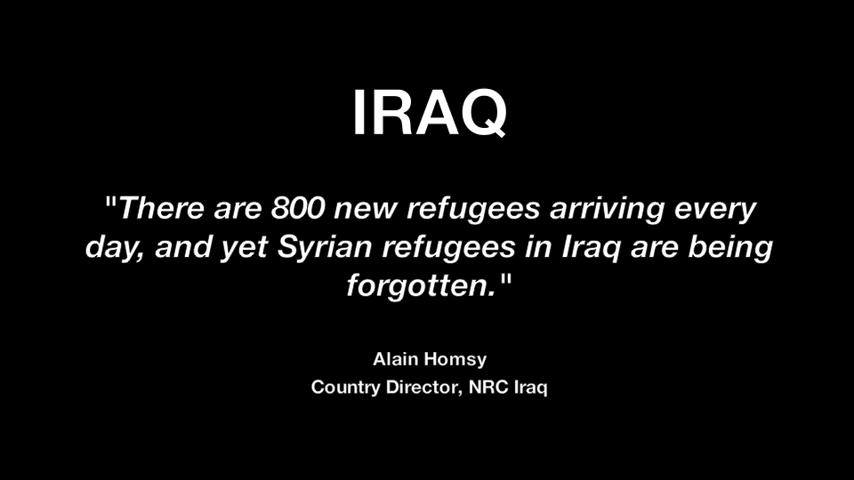 IRAQ
"There are 800 new refugees arriving every
day, and yet Syrian refugees in Iraq are being
forgotten."
Alain Homsy
Country Director, NRC Iraq